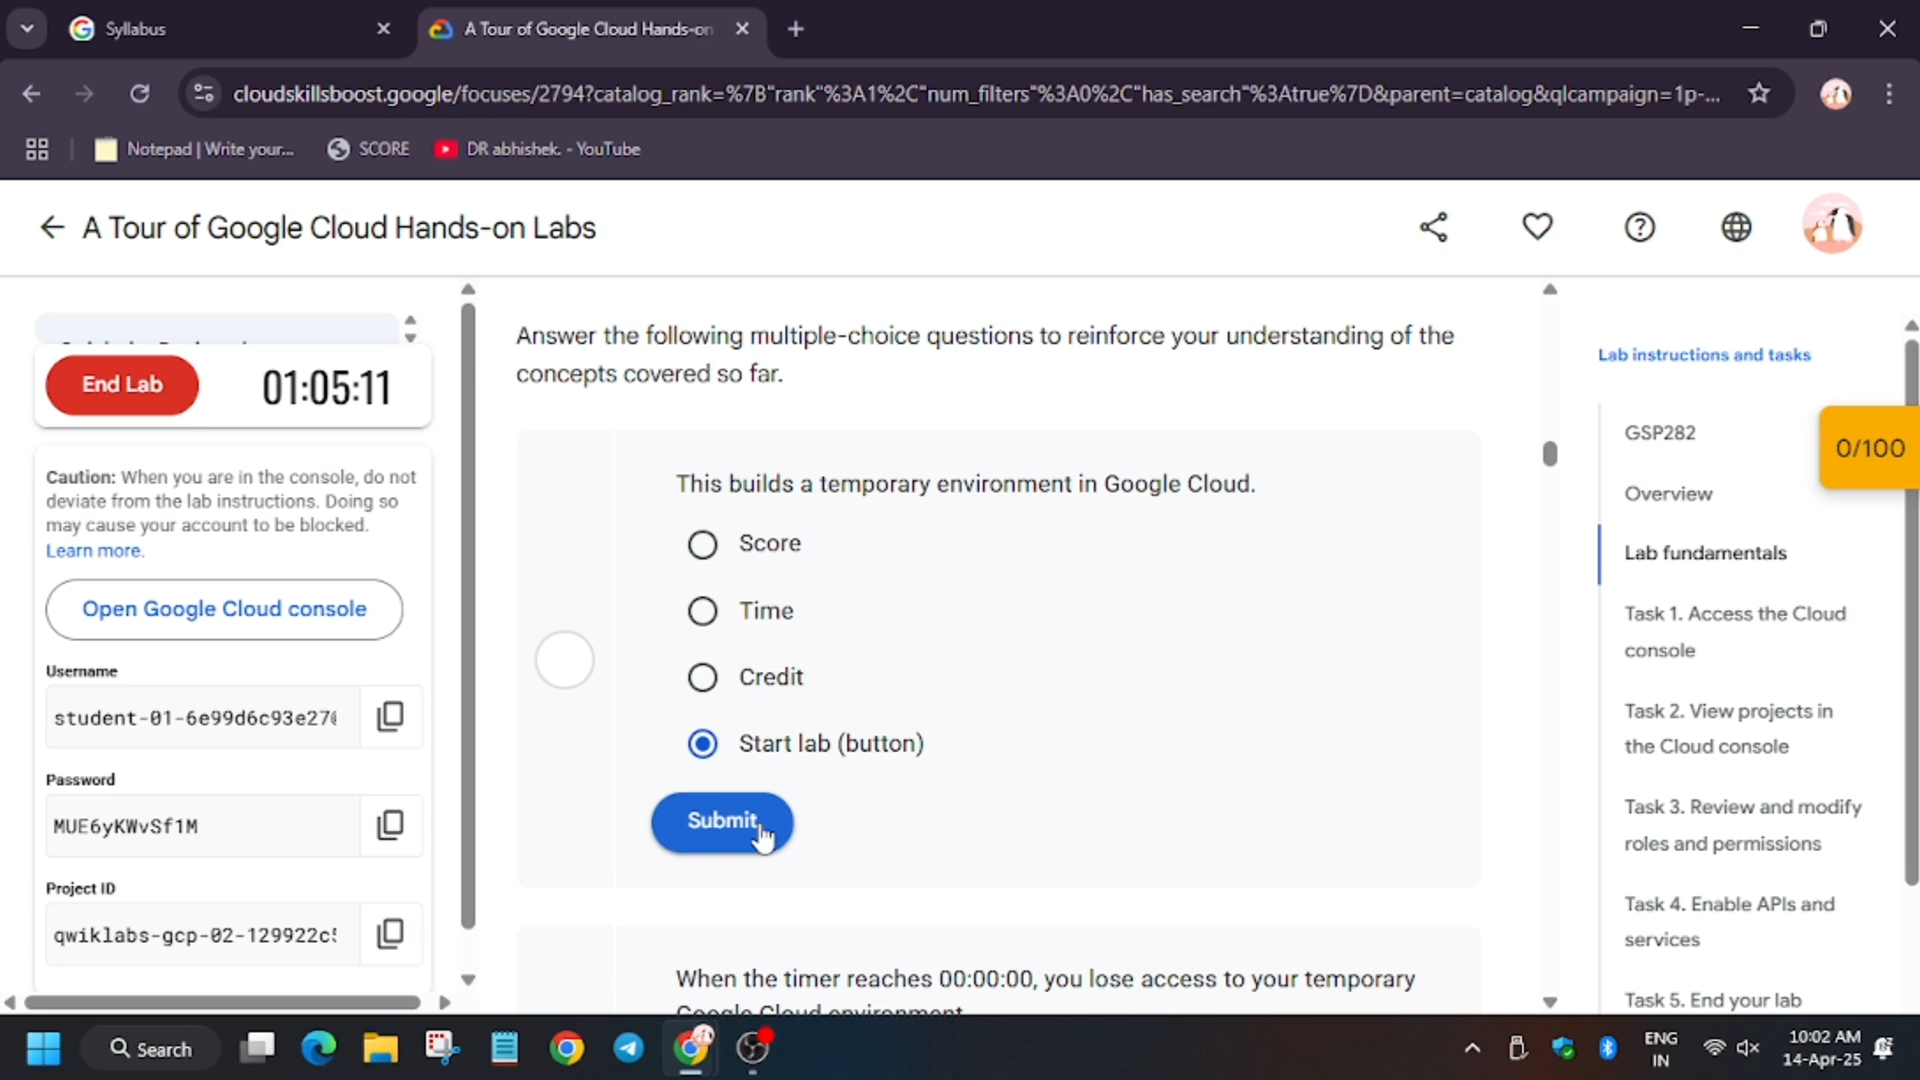 Syllabus
A Tour of Google Cloud Hands-on
cloudskillsboost.google/focuses/2794?catalog_rank=%7B"rank"%3A1%2C"num_filters"%3A0%2C"has_search"%3Atrue%7D&parent=catalog&qlcampaign=1p-...
Notepad | Write your...
SCORE
DR abhishek. - YouTube
A Tour of Google Cloud Hands-on Labs
End Lab
01:05:11
Caution: When you are in the console, do not
deviate from the lab instructions. Doing so
may cause your account to be blocked.
Learn more.
Open Google Cloud console
Username
student-01-6e99d6c93e27
Password
MUE6yKWvSf1M
Project ID
qwiklabs-gcp-02-129922c
Answer the following multiple-choice questions to reinforce your understanding of the
concepts covered so far.
This builds a temporary environment in Google Cloud.
Score
Time
Credit
Start lab (button)
Submit
When the timer reaches 00:00:00, you lose access to your temporary
Google Cloud environment.
Lab instructions and tasks
GSP282
0/100
Overview
Lab fundamentals
Task 1. Access the Cloud
console
Task 2. View projects in
the Cloud console
Task 3. Review and modify
roles and permissions
Task 4. Enable APIs and
services
Task 5. End your lab
Search
ENG
IN
10:02 AM
14-Apr-25